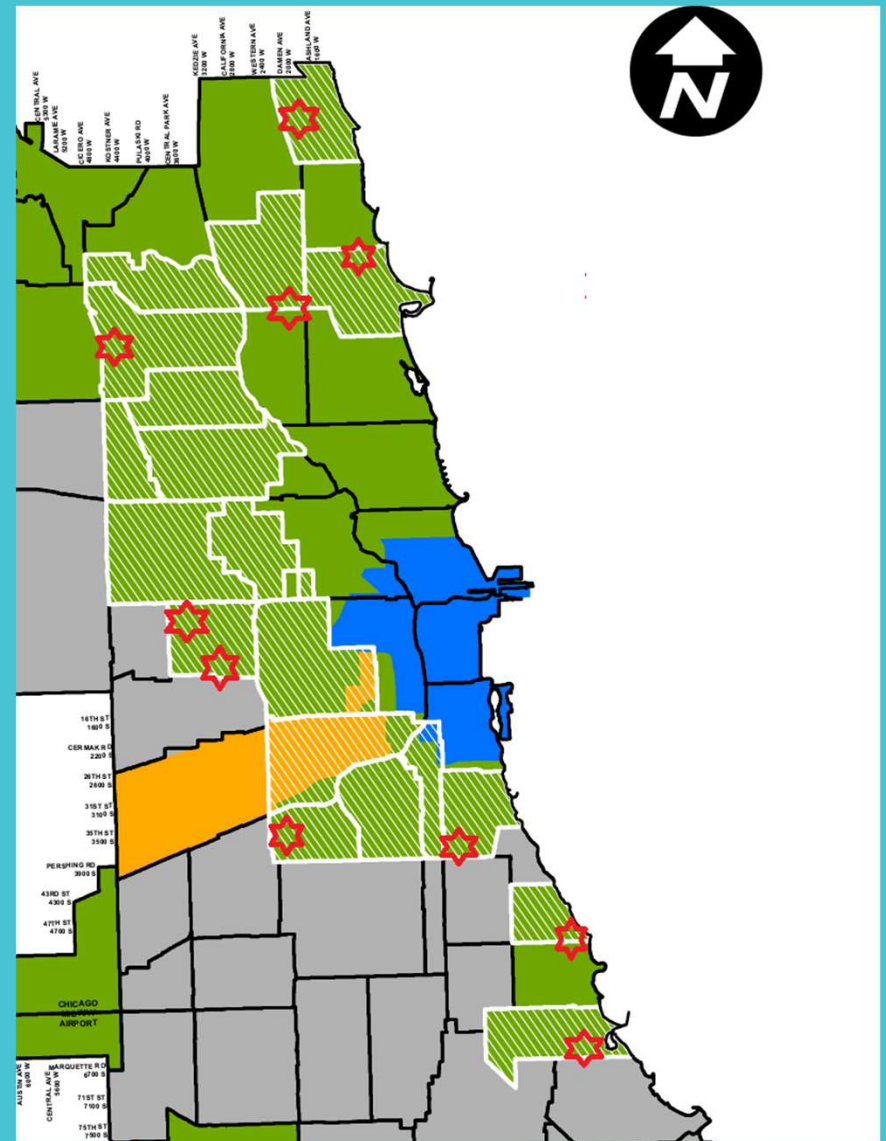 KEDZIE AVE
3200 W
CALIFORNIA AVE
2800 W
WESTERN AVE
2400 W
DAMEN AVE
2000 W
ASHLAND AVE
1600 W
CENTRAL AVE
LARAMIE AVE
5200 W
CICERO AVE
4800 W
KOSTNER AVE
4400 W
PULASKI RD
4000 W
CENTRAL PARK AVE
3600 W
N
16TH ST
1600 S
CERMAK RD
2200 S
26TH ST
2600 S
31ST ST
3100 S
35TH ST
3500 S
PERSHING RD
3900 S
43RD ST
4300 S
47TH ST
4700 S
CHICAGO
AIRPORT
MARQUETTE RD
6700 S
71ST ST
7100 S
75TH ST
7500 S
AUSTIN AVE
6000 W
CENTRAL AVE
5600 W